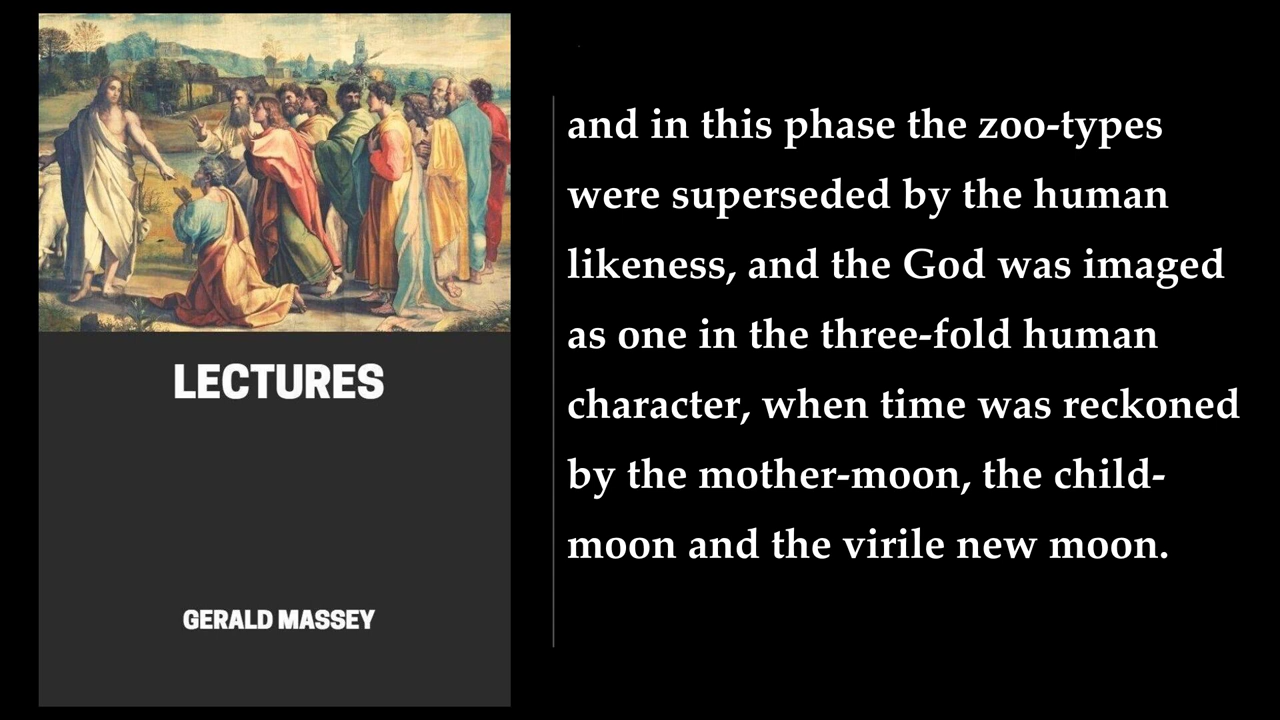 LECTURES
GERALD MASSEY
and in this phase the zoo-types
were superseded by the human
likeness, and the God was imaged
as one in the three-fold human
character, when time was reckoned
by the mother-moon, the child-
moon and the virile new moon.